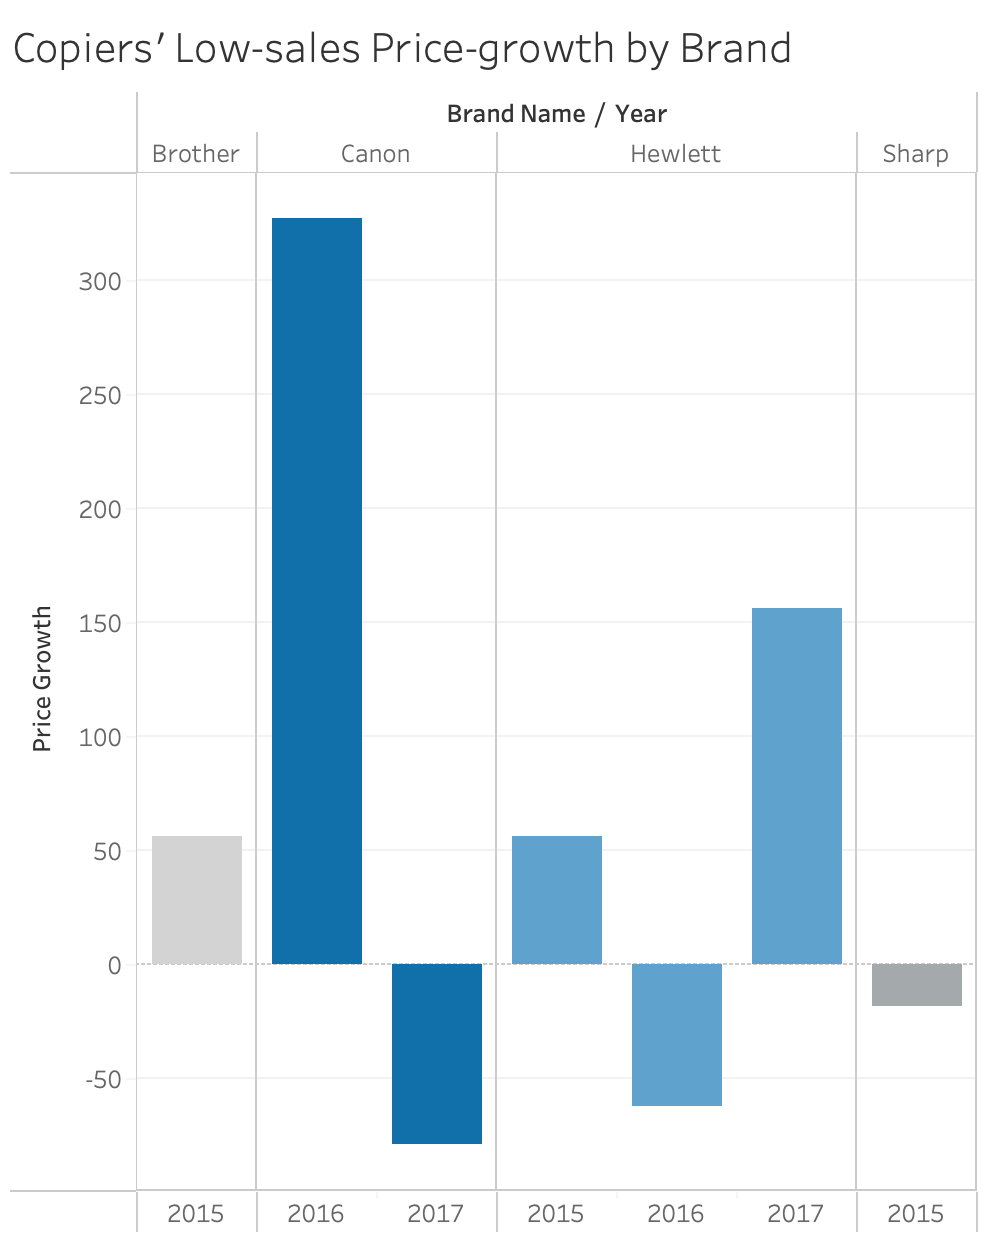 Copiers’ Low-sales Price-growth by Brand
Brand Name / Year
Brother Canon Hewlett Sharp
300
250
200
150
100
50
0
-50
Price Growth
2015 2016 2017 2015 2016 2017 2015